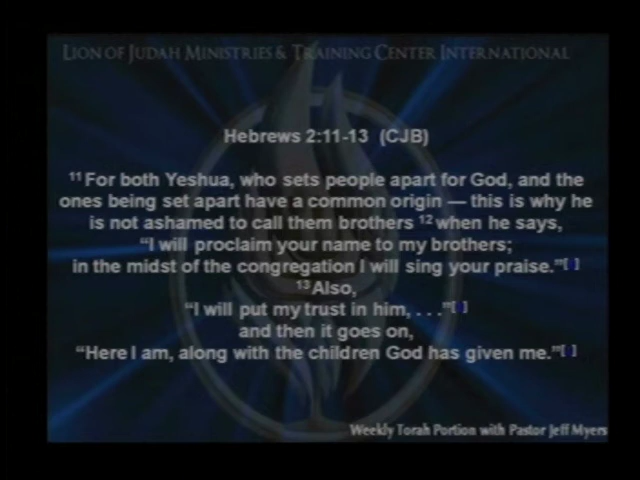 LION OF JUDAH MINISTRIES & TRAINING CENTER INTERNATIONAL
Hebrews 2:11-13 (CJB)
11 For both Yeshua, who sets people apart for God, and the
ones being set apart have a common origin — this is why he
is not ashamed to call them brothers 12 when he says,
“I will proclaim your name to my brothers;
in the midst of the congregation I will sing your praise.”[ ]
13 Also,
“I will put my trust in him, . . .”[ ]
and then it goes on,
“Here I am, along with the children God has given me.”[ ]
Weekly Torah Portion with Pastor Jeff Myers